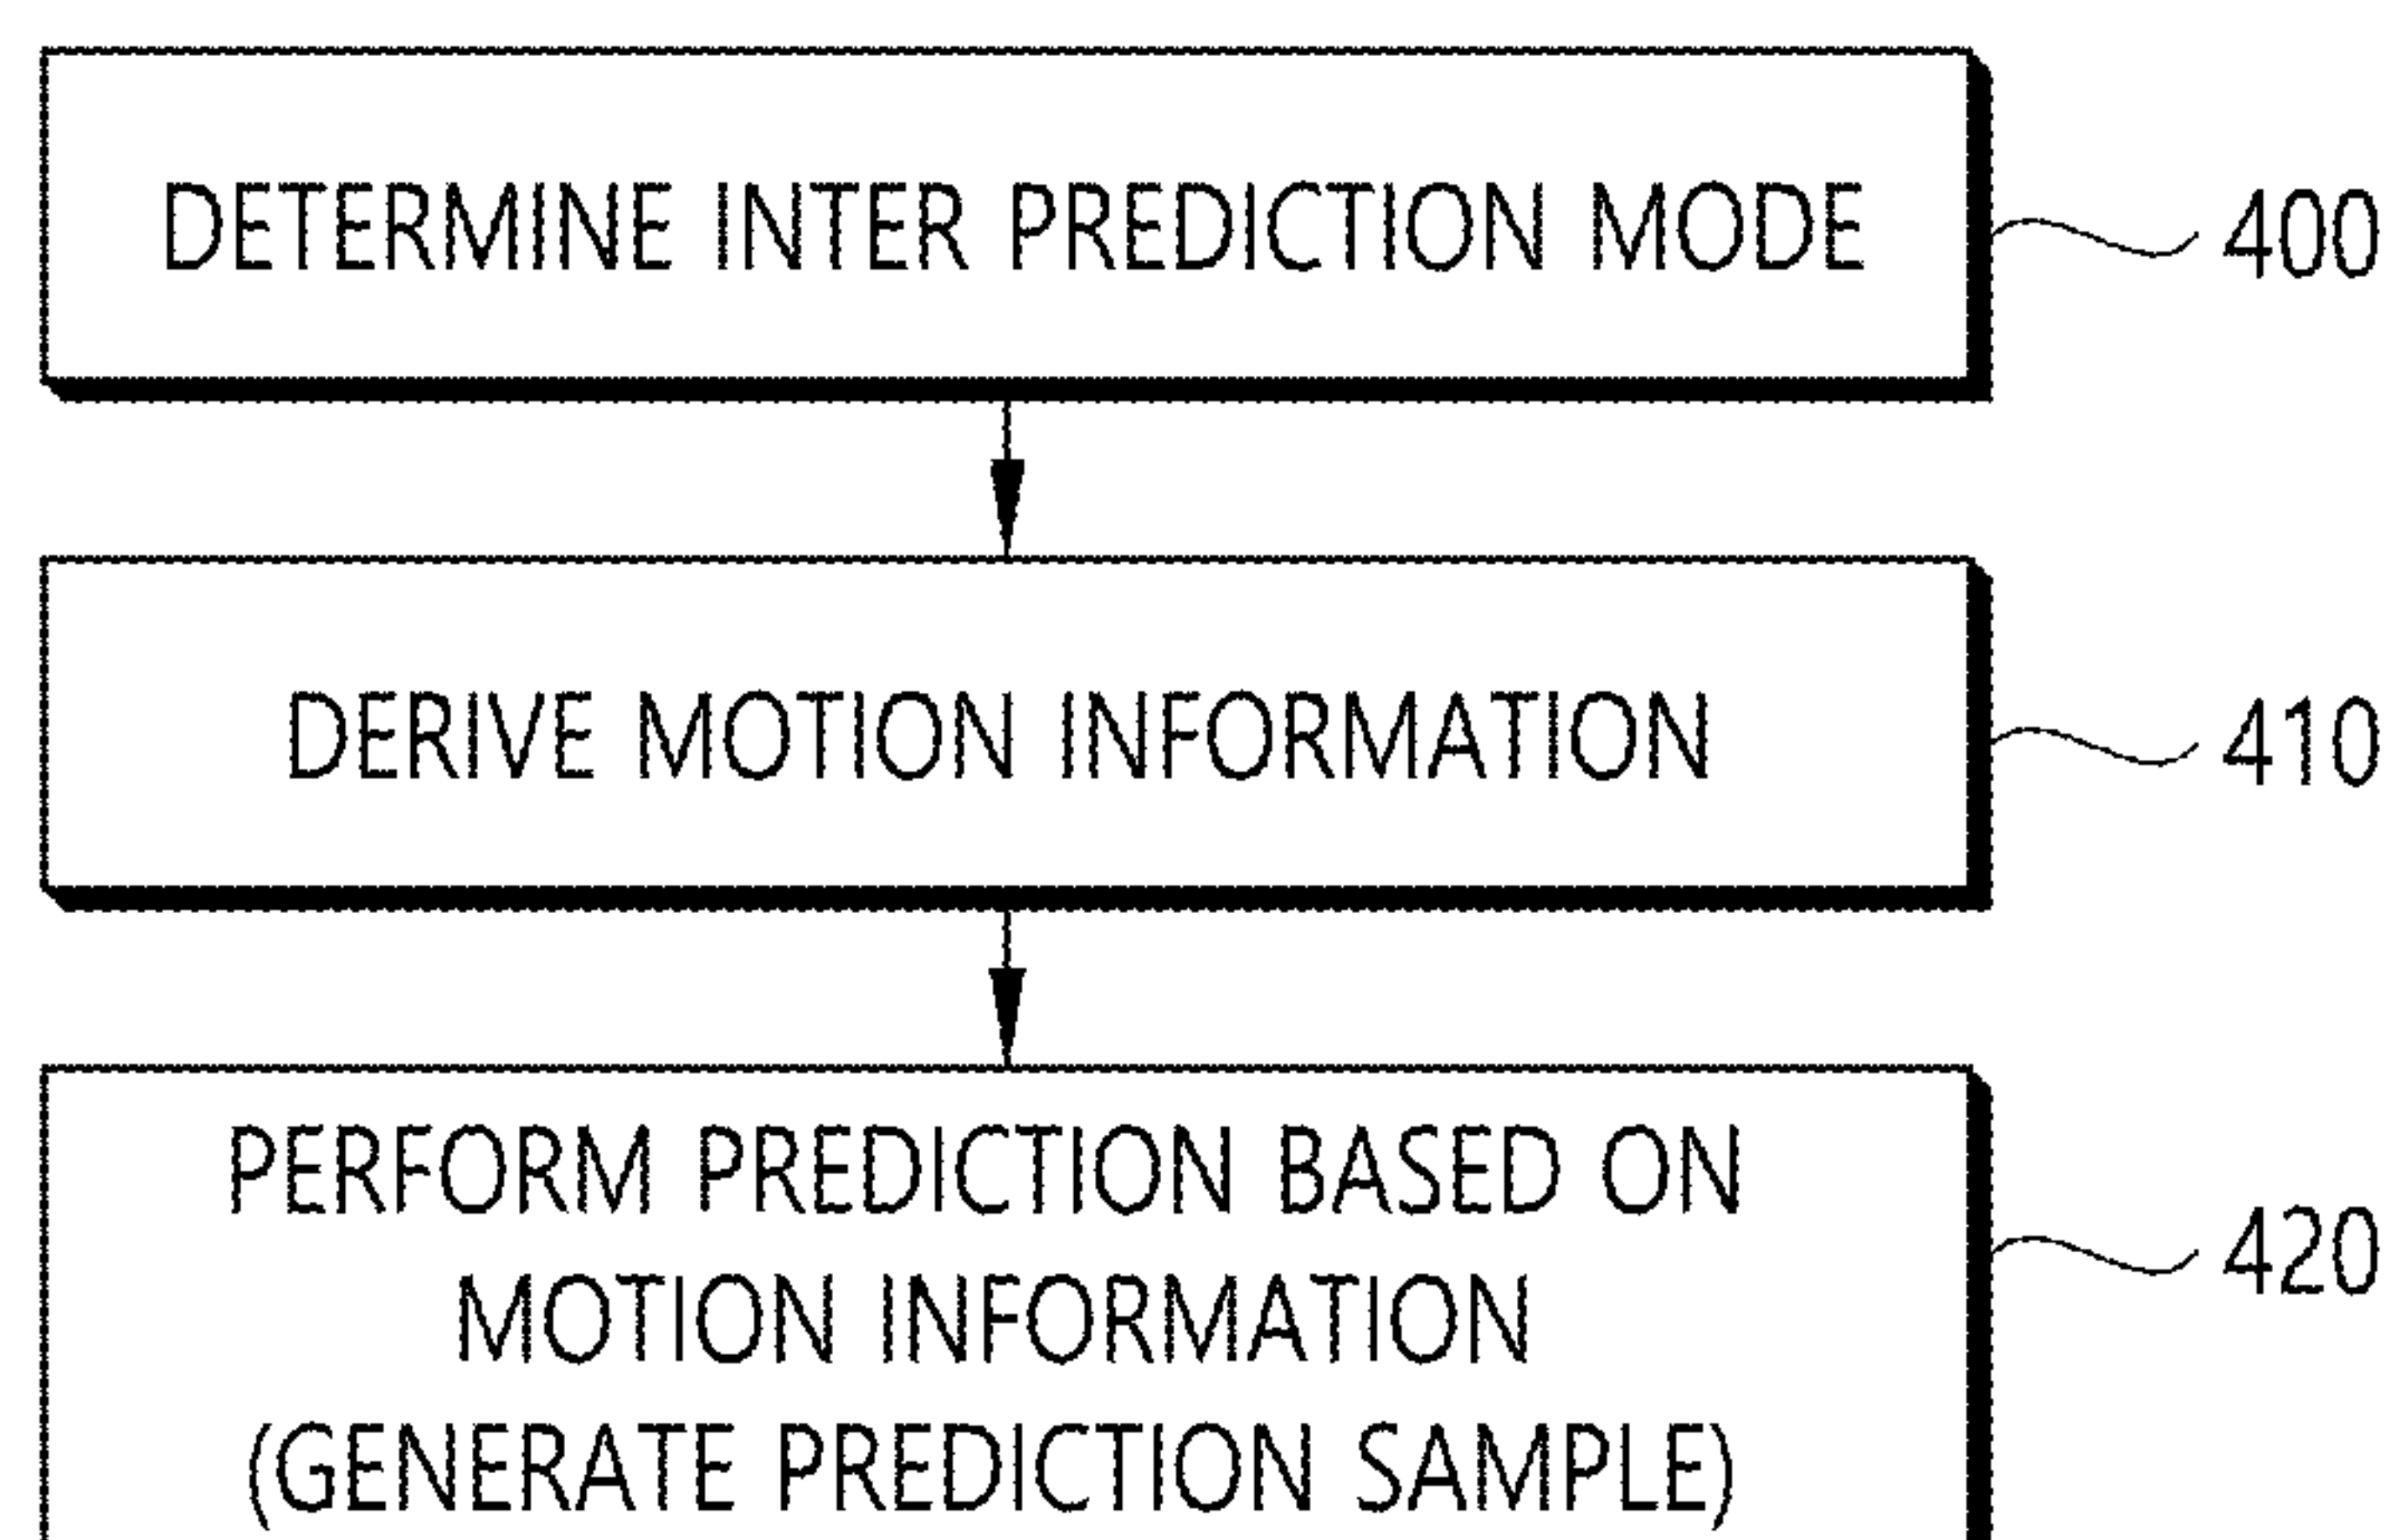 DETERMINE INTER PREDICTION MODE
400
DERIVE MOTION INFORMATION
410
PERFORM PREDICTION BASED ON
MOTION INFORMATION
(GENERATE PREDICTION SAMPLE)
420